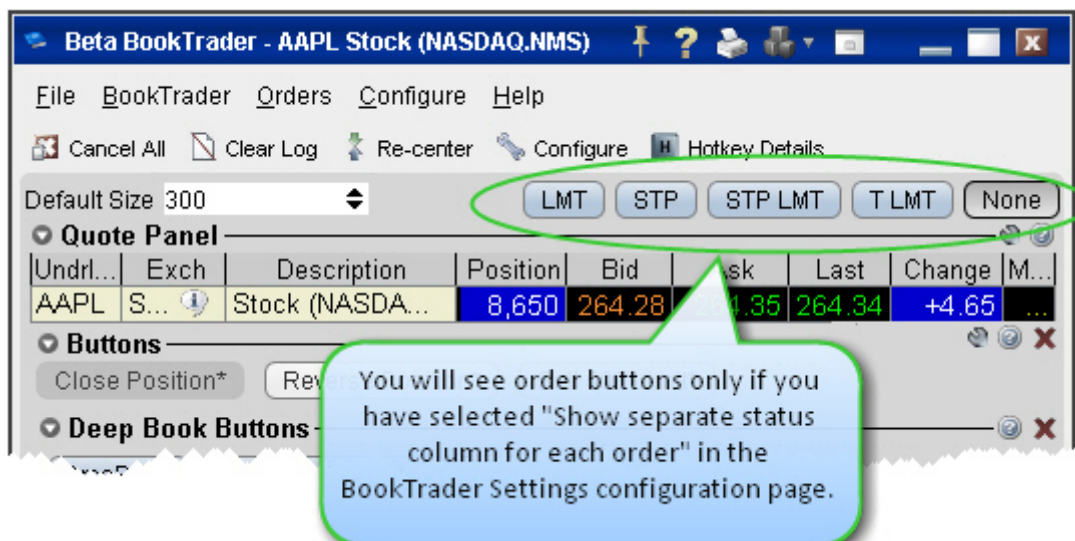 Beta BookTrader - AAPL Stock (NASDAQ.NMS)
File BookTrader Orders Configure Help
Cancel All Clear Log Re-center Configure H Hotkey Details
Default Size 300 LMT STP STP LMT T LMT None
Quote Panel
Undrl... Exch Description Position Bid Ask Last Change M...
AAPL S... Stock (NASDA... 8,650 264.28 264.35 264.34 +4.65 ...
Buttons
Close Position*
You will see order buttons only if you
have selected "Show separate status
column for each order" in the
BookTrader Settings configuration page.
Deep Book Buttons